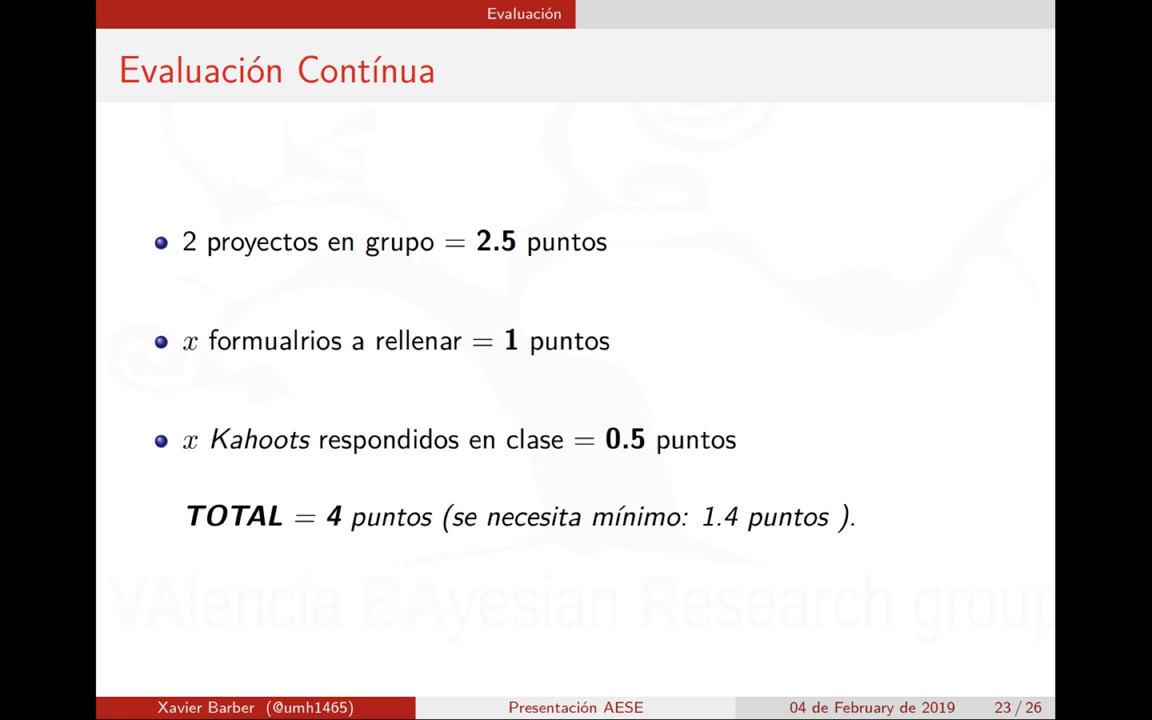 Evaluación
Evaluación Contínua
2 proyectos en grupo = 2.5 puntos
x formualrios a rellenar = 1 puntos
x Kahoots respondidos en clase = 0.5 puntos
TOTAL = 4 puntos (se necesita mínimo: 1.4 puntos ).
VAlencia BAyesian Research group
Xavier Barber (@umh1465) Presentación AESE 04 de February de 2019 23 / 26